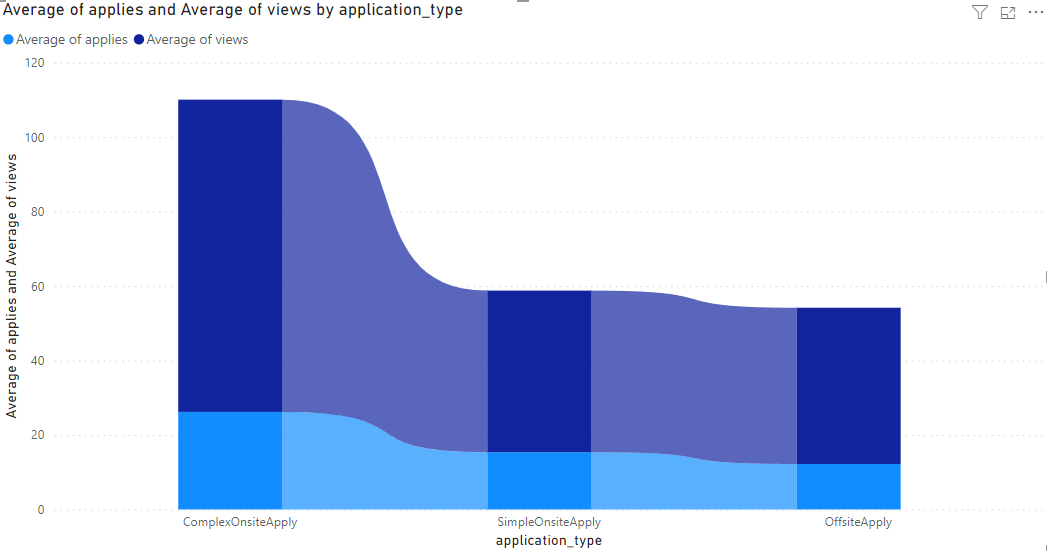 Average of applies and Average of views by application_type
Average of applies Average of views
120
100
80
60
40
20
0
Average of applies and Average of views
ComplexOnsiteApply SimpleOnsiteApply OffsiteApply
application_type